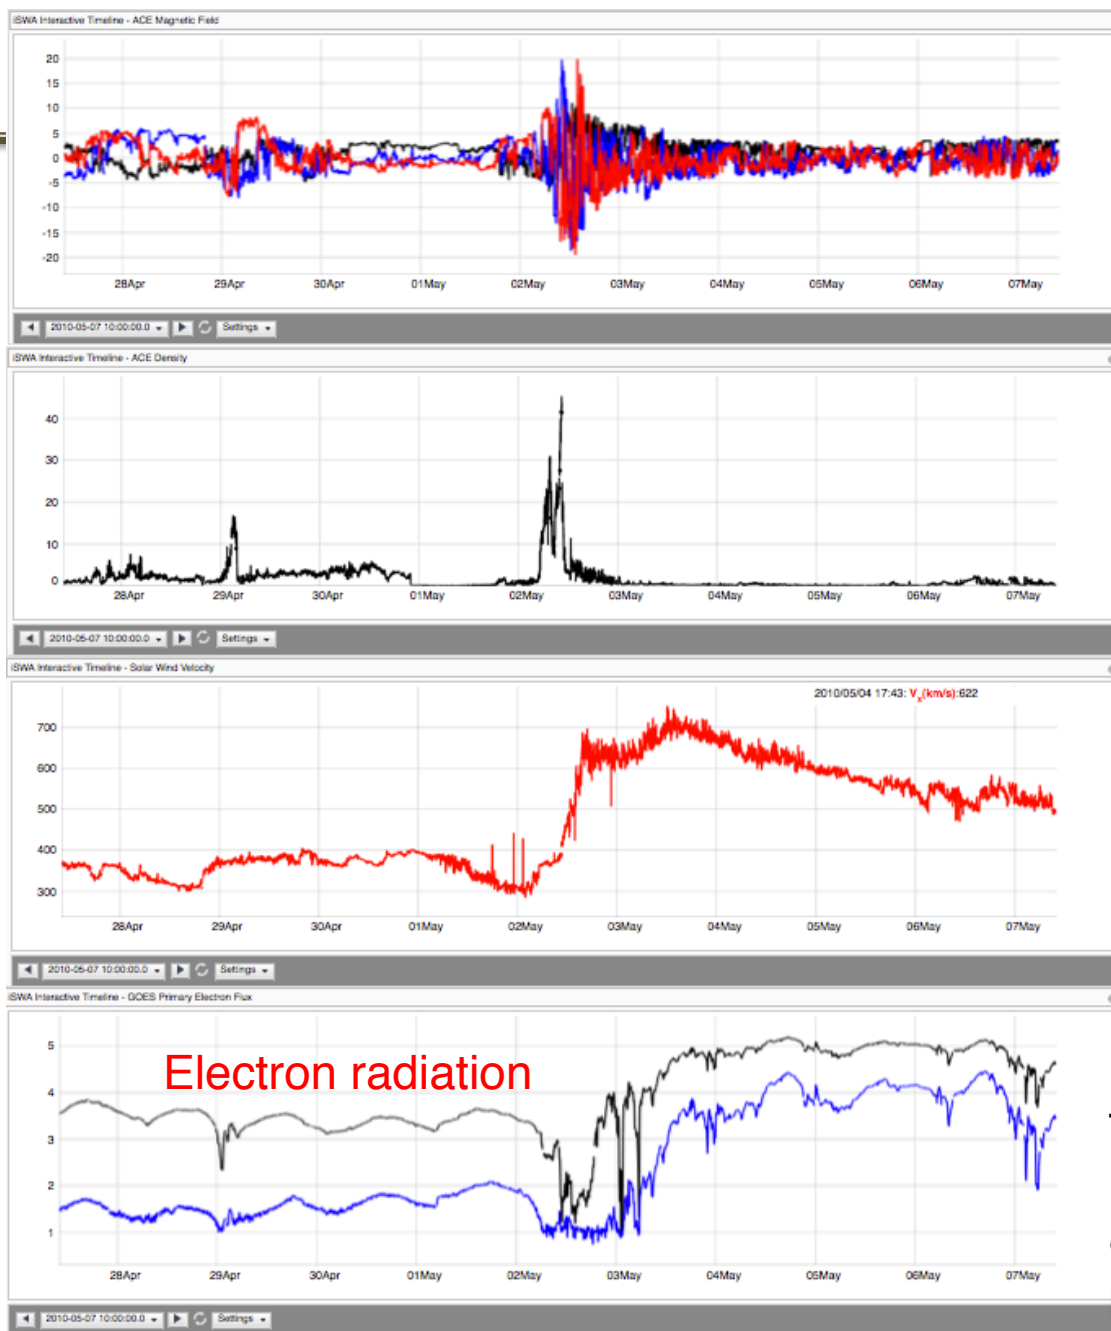 iSWA Interactive Timeline - ACE Magnetic Field
20
15
10
5
0
-5
-10
-15
-20
28Apr 29Apr 30Apr 01May 02May 03May 04May 05May 06May 07May
2010-05-07 10:00:00.0 Settings
iSWA Interactive Timeline - ACE Density
40
30
20
10
0
28Apr 29Apr 30Apr 01May 02May 03May 04May 05May 06May 07May
2010-05-07 10:00:00.0 Settings
iSWA Interactive Timeline - Solar Wind Velocity
2010/05/04 17:43: Vx(km/s):622
700
600
500
400
300
28Apr 29Apr 30Apr 01May 02May 03May 04May 05May 06May 07May
2010-05-07 10:00:00.0 Settings
iSWA Interactive Timeline - GOES Primary Electron Flux
Electron radiation
5
4
3
2
1
28Apr 29Apr 30Apr 01May 02May 03May 04May 05May 06May 07May
2010-05-07 10:00:00.0 Settings